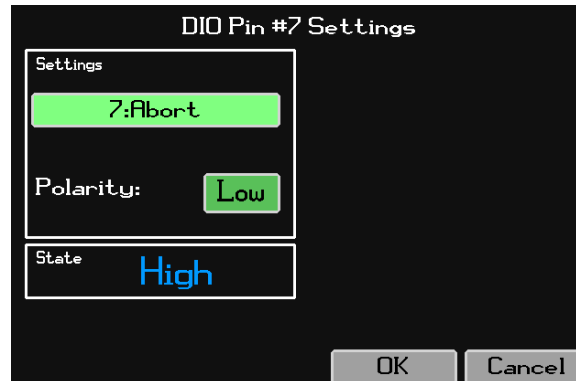 DIO Pin #7 Settings
Settings
7:Abort
Polarity:
Low
State
High
OK
Cancel